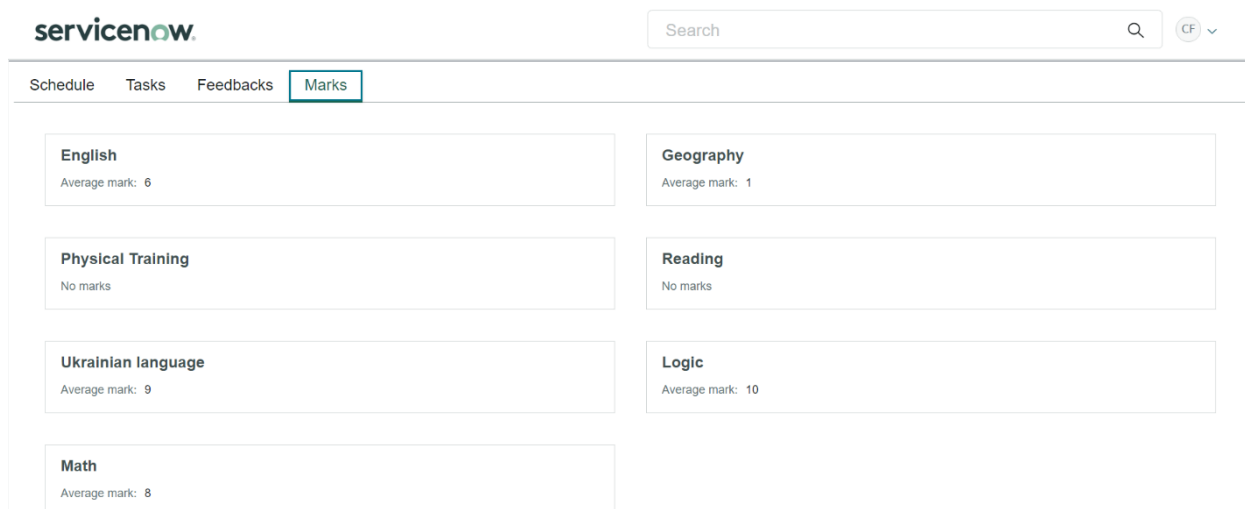 servicenow.
Search
CF
Schedule Tasks Feedbacks Marks
English
Average mark: 6
Geography
Average mark: 1
Physical Training
No marks
Reading
No marks
Ukrainian language
Average mark: 9
Logic
Average mark: 10
Math
Average mark: 8